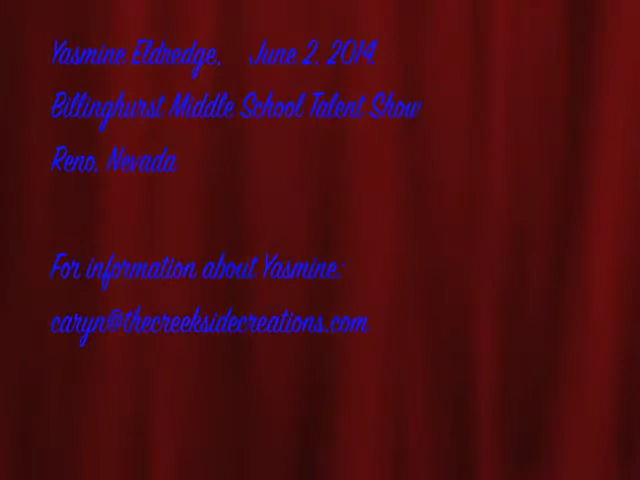 Yasmine Eldredge,    June 2, 2014.
Billinghurst Middle School Talent Show
Reno, Nevada
For information about Yasmine:
caryn@thecreeksidecreations.com